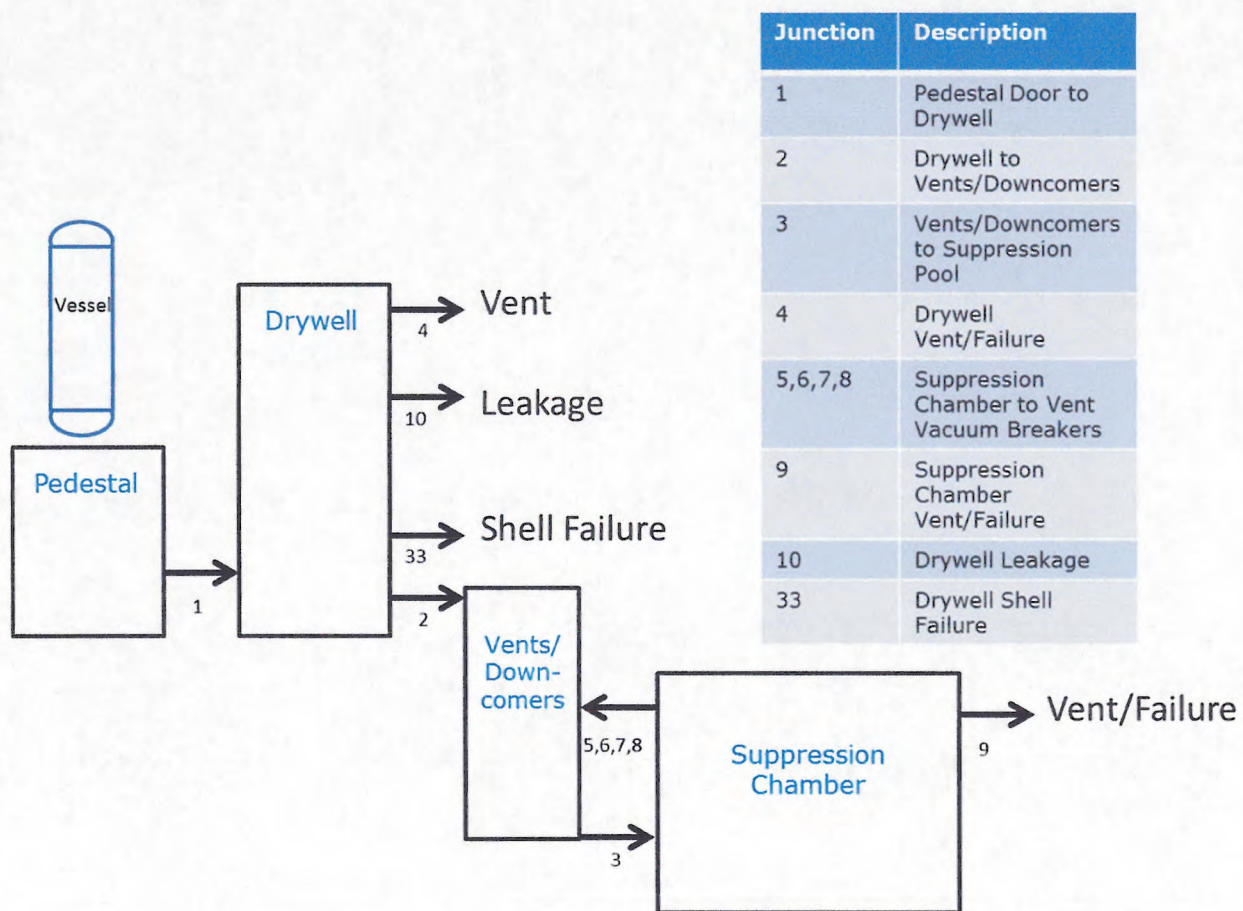 Junction Description
1 Pedestal Door to
Drywell
2 Drywell to
Vents/Downcomers
3 Vents/Downcomers
to Suppression
Pool
4 Drywell
Vent/Failure
5,6,7,8 Suppression
Chamber to Vent
Vacuum Breakers
9 Suppression
Chamber
Vent/Failure
10 Drywell Leakage
33 Drywell Shell
Failure
Vessel
Pedestal
1
Drywell
Vent
4
Leakage
10
Shell Failure
33
2
Vents/
Down-
comers
5,6,7,8
3
Suppression
Chamber
Vent/Failure
9